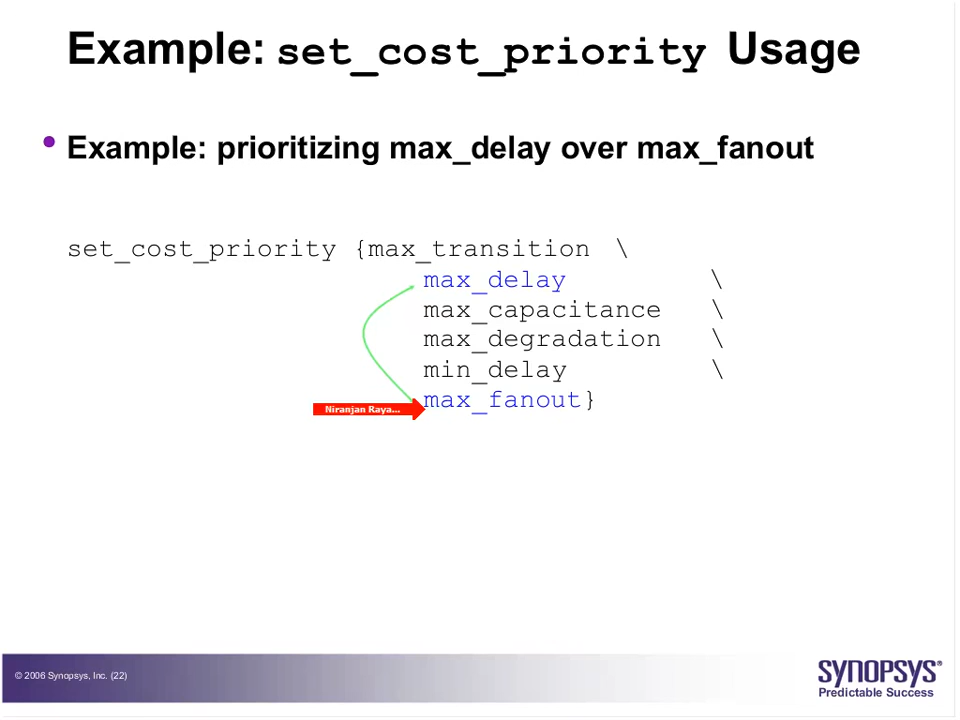 Example: set_cost_priority Usage
• Example: prioritizing max_delay over max_fanout
set_cost_priority {max_transition \
max_delay \
max_capacitance \
max_degradation \
min_delay \
max_fanout}
Niranjan Raya...
© 2006 Synopsys, Inc. (22)
SYNOPSYS®
Predictable Success